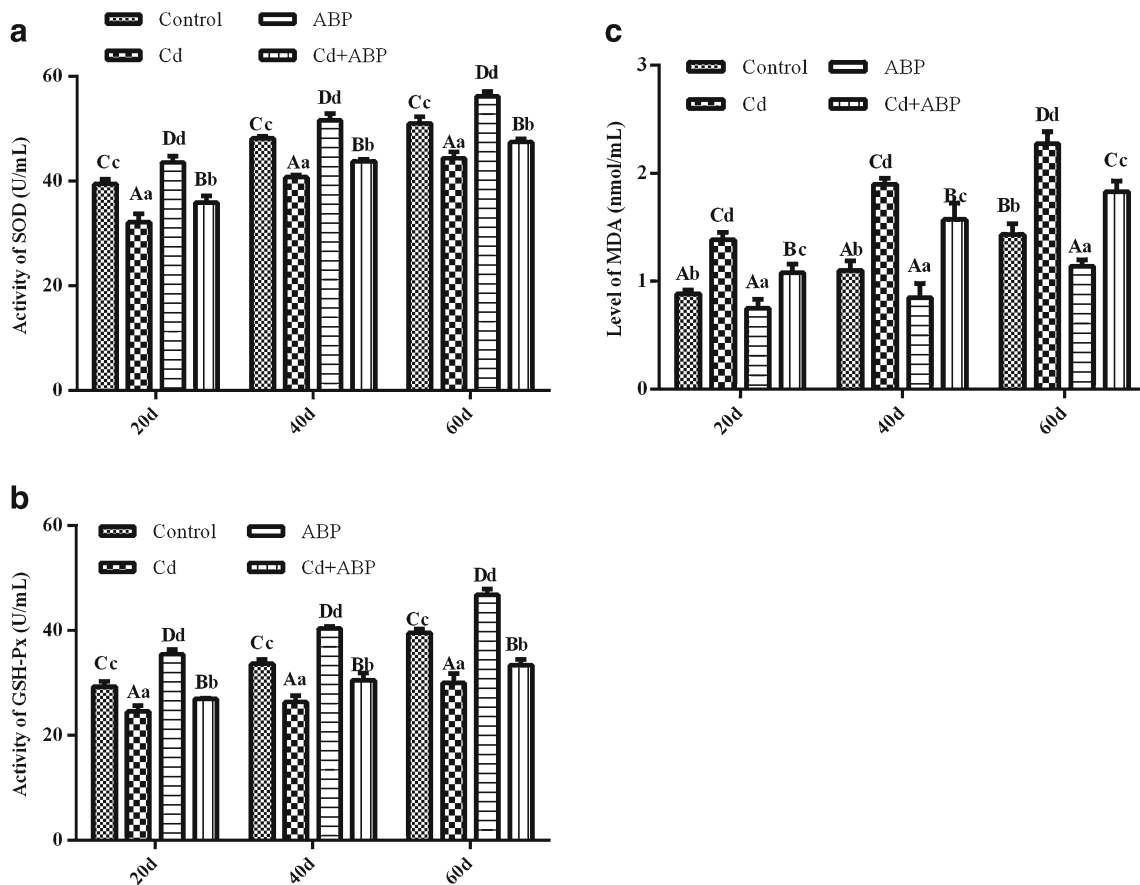 a
Control ABP
Cd Cd+ABP
Activity of SOD (U/mL)
60
40
20
0
Cc Aa Dd Bb Cc Aa Dd Bb Cc Aa Dd Bb
20d 40d 60d
b
Control ABP
Cd Cd+ABP
Activity of GSH-Px (U/mL)
60
40
20
0
Cc Aa Dd Bb Cc Aa Dd Bb Cc Aa Dd Bb
20d 40d 60d
c
Control ABP
Cd Cd+ABP
Level of MDA (nmol/mL)
3
2
1
0
Ab Cd Aa Bc Ab Cd Aa Bc Bb Dd Aa Cc
20d 40d 60d